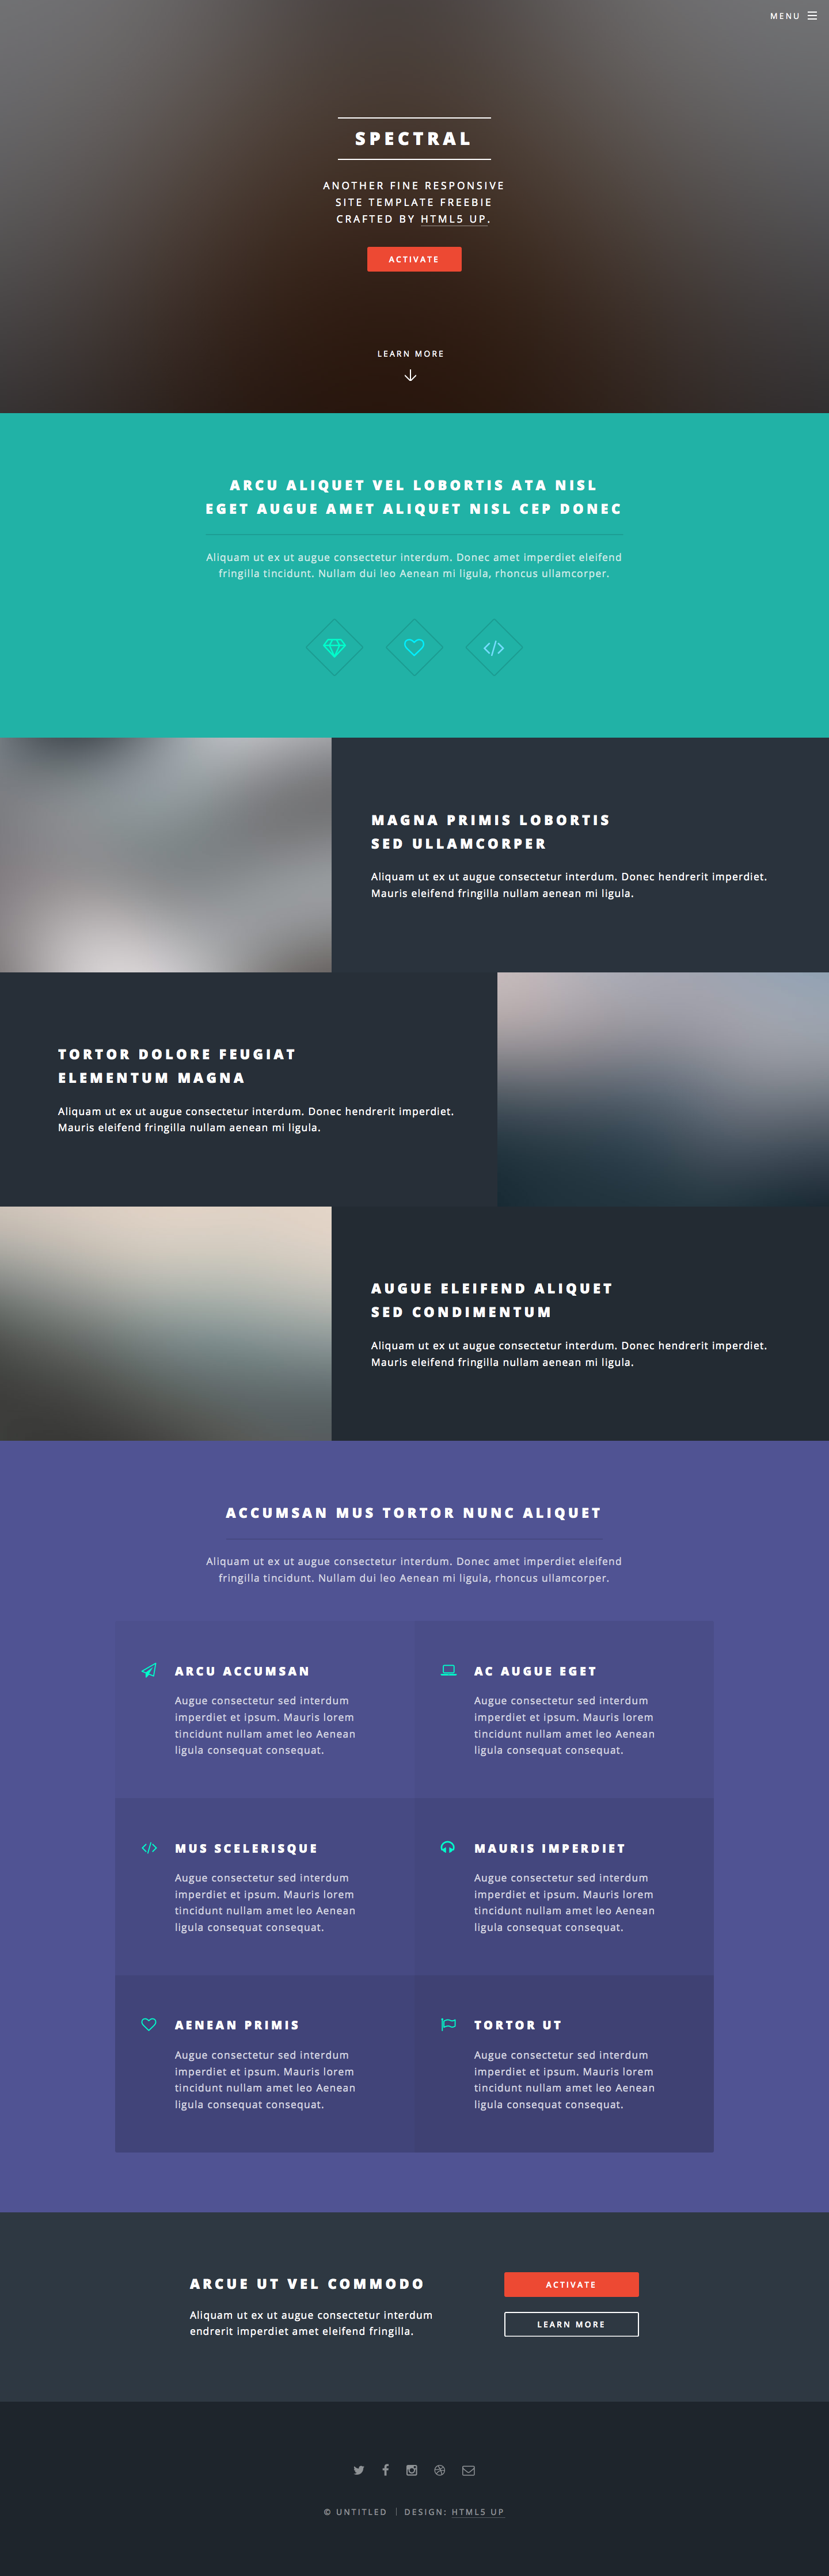 MENU
SPECTRAL
ANOTHER FINE RESPONSIVE
SITE TEMPLATE FREEBIE
CRAFTED BY HTML5 UP.
ACTIVATE
LEARN MORE
ARCU ALIQUET VEL LOBORTIS ATA NISL
EGET AUGUE AMET ALIQUET NISL CEP DONEC
Aliquam ut ex ut augue consectetur interdum. Donec amet imperdiet eleifend
fringilla tincidunt. Nullam dui leo Aenean mi ligula, rhoncus ullamcorper.
MAGNA PRIMIS LOBORTIS
SED ULLAMCORPER
Aliquam ut ex ut augue consectetur interdum. Donec hendrerit imperdiet.
Mauris eleifend fringilla nullam aenean mi ligula.
TORTOR DOLORE FEUGIAT
ELEMENTUM MAGNA
Aliquam ut ex ut augue consectetur interdum. Donec hendrerit imperdiet.
Mauris eleifend fringilla nullam aenean mi ligula.
AUGUE ELEIFEND ALIQUET
SED CONDIMENTUM
Aliquam ut ex ut augue consectetur interdum. Donec hendrerit imperdiet.
Mauris eleifend fringilla nullam aenean mi ligula.
ACCUMSAN MUS TORTOR NUNC ALIQUET
Aliquam ut ex ut augue consectetur interdum. Donec amet imperdiet eleifend
fringilla tincidunt. Nullam dui leo Aenean mi ligula, rhoncus ullamcorper.
ARCU ACCUMSAN
Augue consectetur sed interdum
imperdiet et ipsum. Mauris lorem
tincidunt nullam amet leo Aenean
ligula consequat consequat.
AC AUGUE EGET
Augue consectetur sed interdum
imperdiet et ipsum. Mauris lorem
tincidunt nullam amet leo Aenean
ligula consequat consequat.
MUS SCELERISQUE
Augue consectetur sed interdum
imperdiet et ipsum. Mauris lorem
tincidunt nullam amet leo Aenean
ligula consequat consequat.
MAURIS IMPERDIET
Augue consectetur sed interdum
imperdiet et ipsum. Mauris lorem
tincidunt nullam amet leo Aenean
ligula consequat consequat.
AENEAN PRIMIS
Augue consectetur sed interdum
imperdiet et ipsum. Mauris lorem
tincidunt nullam amet leo Aenean
ligula consequat consequat.
TORTOR UT
Augue consectetur sed interdum
imperdiet et ipsum. Mauris lorem
tincidunt nullam amet leo Aenean
ligula consequat consequat.
ARCUE UT VEL COMMODO
Aliquam ut ex ut augue consectetur interdum
endrerit imperdiet amet eleifend fringilla.
ACTIVATE
LEARN MORE
© UNTITLED | DESIGN: HTML5 UP